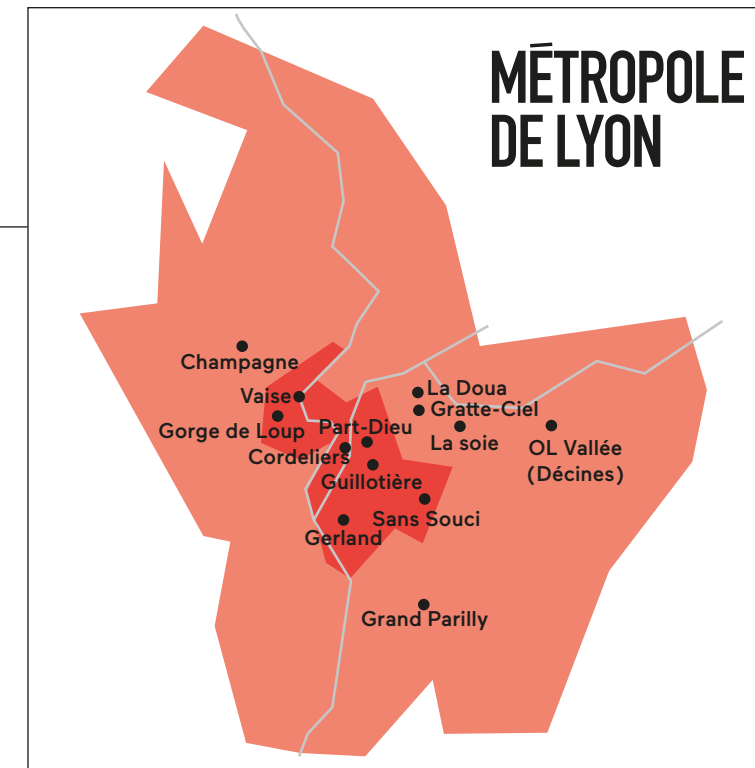 MÉTROPOLE
DE LYON
Champagne
Vaise
La Doua
Gratte-Ciel
Gorge de Loup
Part-Dieu
La soie
OL Vallée
(Décines)
Cordeliers
Guillotière
Sans Souci
Gerland
Grand Parilly